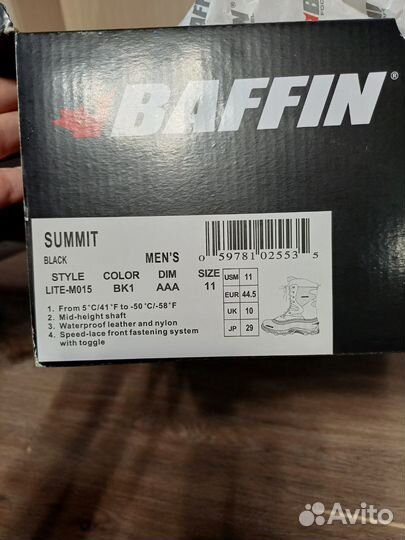 BAFFIN®
SUMMIT
BLACK MEN'S
STYLE COLOR DIM SIZE
LITE-M015 BK1 AAA 11
0 59781 02553 5
USM 11
EUR 44.5
UK 10
JP 29
1. From 5°C/41°F to -50°C/-58°F
2. Mid-height shaft
3. Waterproof leather and nylon
4. Speed-lace front fastening system
with toggle
Avito